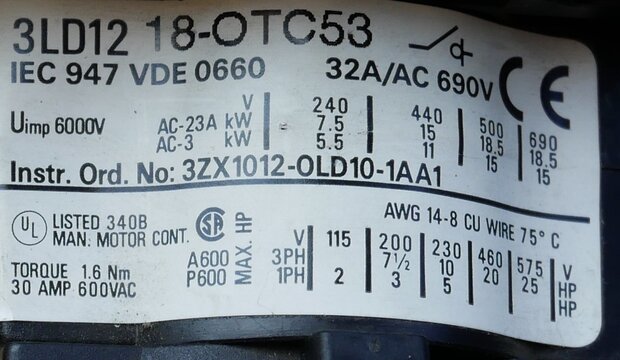 3LD12 18-OTC53
IEC 947 VDE 0660 32A/AC 690V CE
V 240 440 500 690
Uimp 6000V AC-23A kW 7.5 15 18.5 18.5
AC-3 kW 5.5 11 15 15
Instr. Ord. No: 3ZX1012-0LD10-1AA1
AWG 14-8 CU WIRE 75° C
UL LISTED 340B SA MAX. HP V 115 200 230 460 575 V
MAN. MOTOR CONT. A600 3PH 7½ 10 20 25 HP
TORQUE 1.6 Nm P600 1PH 2 3 5 HP
30 AMP 600VAC